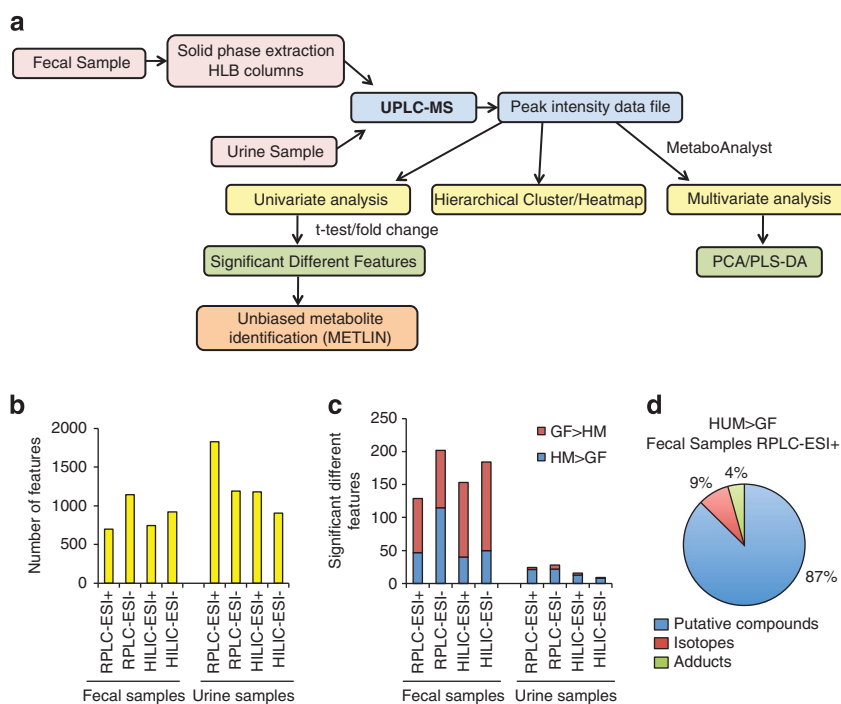 a
Fecal Sample
Solid phase extraction
HLB columns
UPLC-MS
Peak intensity data file
Urine Sample
MetaboAnalyst
Univariate analysis
Hierarchical Cluster/Heatmap
Multivariate analysis
t-test/fold change
Significant Different Features
PCA/PLS-DA
Unbiased metabolite
identification (METLIN)
b
Number of features
2000
1500
1000
500
0
RPLC-ESI+
RPLC-ESI-
HILIC-ESI+
HILIC-ESI-
RPLC-ESI+
RPLC-ESI-
HILIC-ESI+
HILIC-ESI-
Fecal samples
Urine samples
c
Significant different
features
250
200
150
100
50
0
GF>HM
HM>GF
RPLC-ESI+
RPLC-ESI-
HILIC-ESI+
HILIC-ESI-
RPLC-ESI+
RPLC-ESI-
HILIC-ESI+
HILIC-ESI-
Fecal samples
Urine samples
d
HUM>GF
Fecal Samples RPLC-ESI+
9%
4%
87%
Putative compounds
Isotopes
Adducts